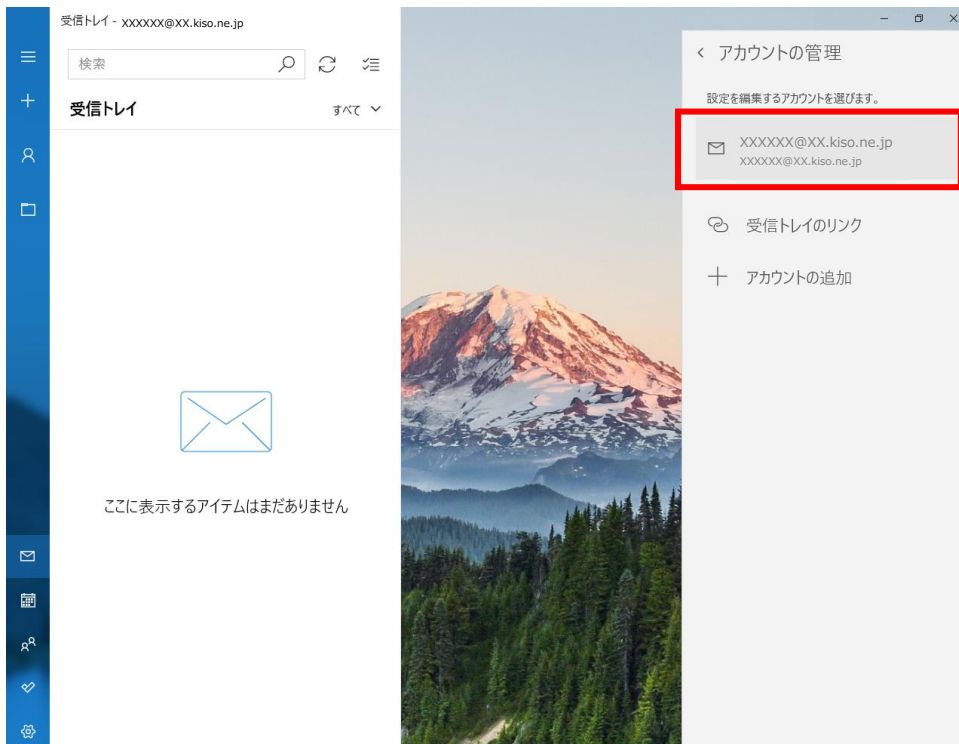 受信トレイ - XXXXXX@XX.kiso.ne.jp
検索
受信トレイ
すべて
ここに表示するアイテムはまだありません
アカウントの管理
設定を編集するアカウントを選びます。
XXXXXX@XX.kiso.ne.jp
XXXXXX@XX.kiso.ne.jp
受信トレイのリンク
アカウントの追加